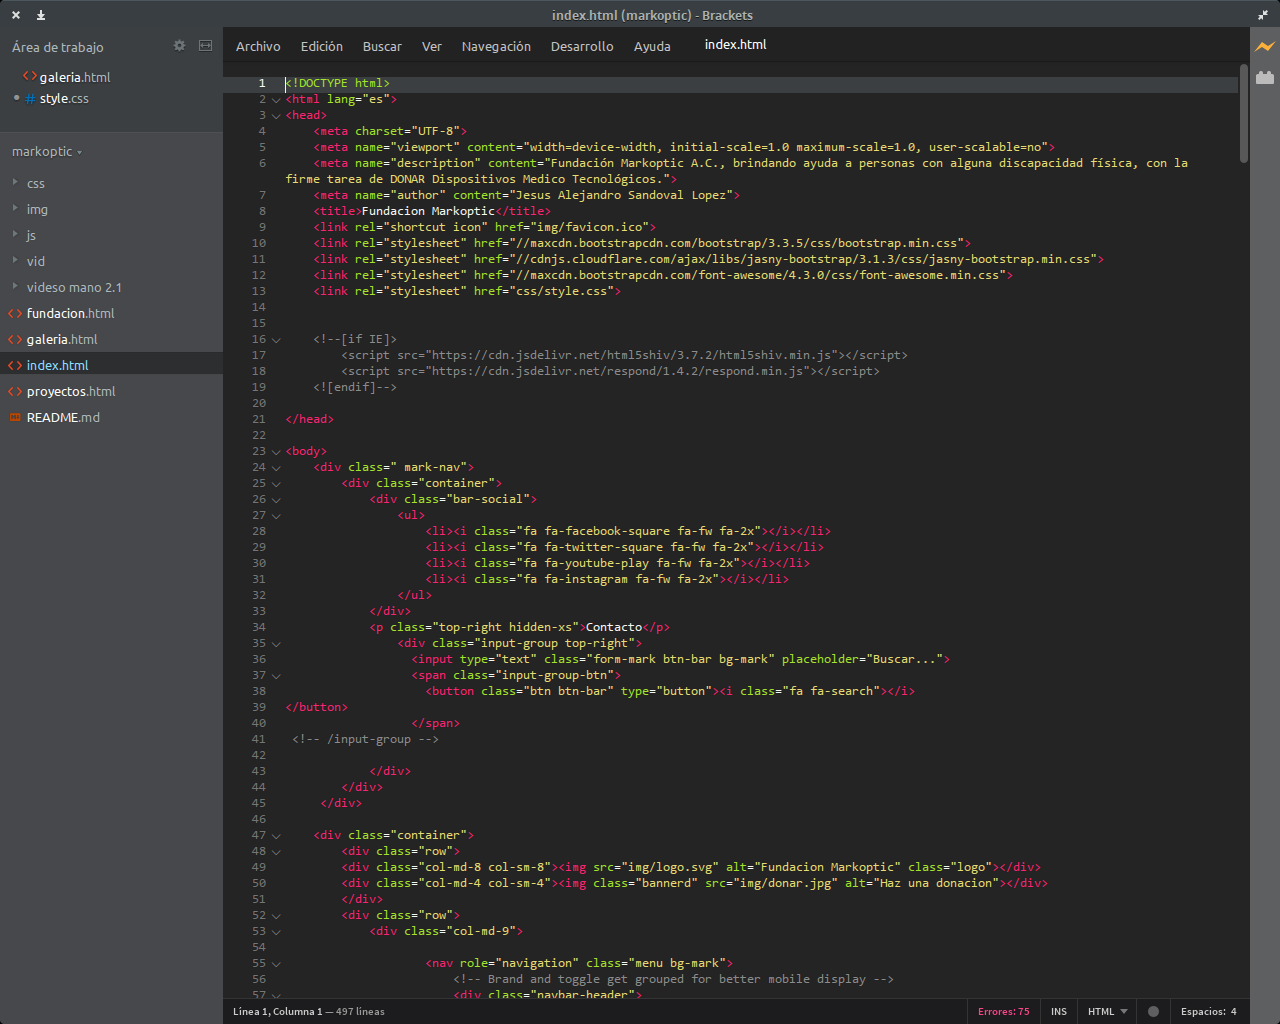 index.html (markoptic) - Brackets
Área de trabajo
galeria.html
# style.css
markoptic
css
img
js
vid
videso mano 2.1
fundacion.html
galeria.html
index.html
proyectos.html
README.md
Archivo Edición Buscar Ver Navegación Desarrollo Ayuda index.html
1 <!DOCTYPE html>
2 <html lang="es">
3 <head>
4 <meta charset="UTF-8">
5 <meta name="viewport" content="width=device-width, initial-scale=1.0 maximum-scale=1.0, user-scalable=no">
6 <meta name="description" content="Fundación Markoptic A.C., brindando ayuda a personas con alguna discapacidad física, con la
firme tarea de DONAR Dispositivos Medico Tecnológicos.">
7 <meta name="author" content="Jesus Alejandro Sandoval Lopez">
8 <title>Fundacion Markoptic</title>
9 <link rel="shortcut icon" href="img/favicon.ico">
10 <link rel="stylesheet" href="//maxcdn.bootstrapcdn.com/bootstrap/3.3.5/css/bootstrap.min.css">
11 <link rel="stylesheet" href="//cdnjs.cloudflare.com/ajax/libs/jasny-bootstrap/3.1.3/css/jasny-bootstrap.min.css">
12 <link rel="stylesheet" href="//maxcdn.bootstrapcdn.com/font-awesome/4.3.0/css/font-awesome.min.css">
13 <link rel="stylesheet" href="css/style.css">
14
15
16 <!--[if IE]>
17 <script src="https://cdn.jsdelivr.net/html5shiv/3.7.2/html5shiv.min.js"></script>
18 <script src="https://cdn.jsdelivr.net/respond/1.4.2/respond.min.js"></script>
19 <![endif]-->
20
21 </head>
22
23 <body>
24 <div class=" mark-nav">
25 <div class="container">
26 <div class="bar-social">
27 <ul>
28 <li><i class="fa fa-facebook-square fa-fw fa-2x"></i></li>
29 <li><i class="fa fa-twitter-square fa-fw fa-2x"></i></li>
30 <li><i class="fa fa-youtube-play fa-fw fa-2x"></i></li>
31 <li><i class="fa fa-instagram fa-fw fa-2x"></i></li>
32 </ul>
33 </div>
34 <p class="top-right hidden-xs">Contacto</p>
35 <div class="input-group top-right">
36 <input type="text" class="form-mark btn-bar bg-mark" placeholder="Buscar...">
37 <span class="input-group-btn">
38 <button class="btn btn-bar" type="button"><i class="fa fa-search"></i>
39 </button>
40 </span>
41 <!-- /input-group -->
42
43 </div>
44 </div>
45 </div>
46
47 <div class="container">
48 <div class="row">
49 <div class="col-md-8 col-sm-8"><img src="img/logo.svg" alt="Fundacion Markoptic" class="logo"></div>
50 <div class="col-md-4 col-sm-4"><img class="bannerd" src="img/donar.jpg" alt="Haz una donacion"></div>
51 </div>
52 <div class="row">
53 <div class="col-md-9">
54
55 <nav role="navigation" class="menu bg-mark">
56 <!-- Brand and toggle get grouped for better mobile display -->
57 <div class="navbar-header">
Línea 1, Columna 1 — 497 líneas Errores: 75 INS HTML Espacios: 4